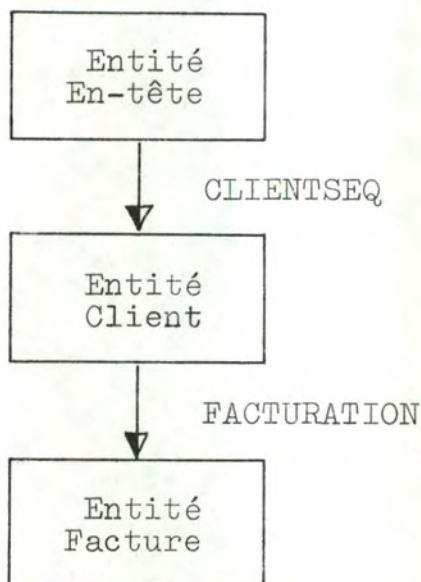 Entité
En-tête
CLIENTSEQ
Entité
Client
FACTURATION
Entité
Facture